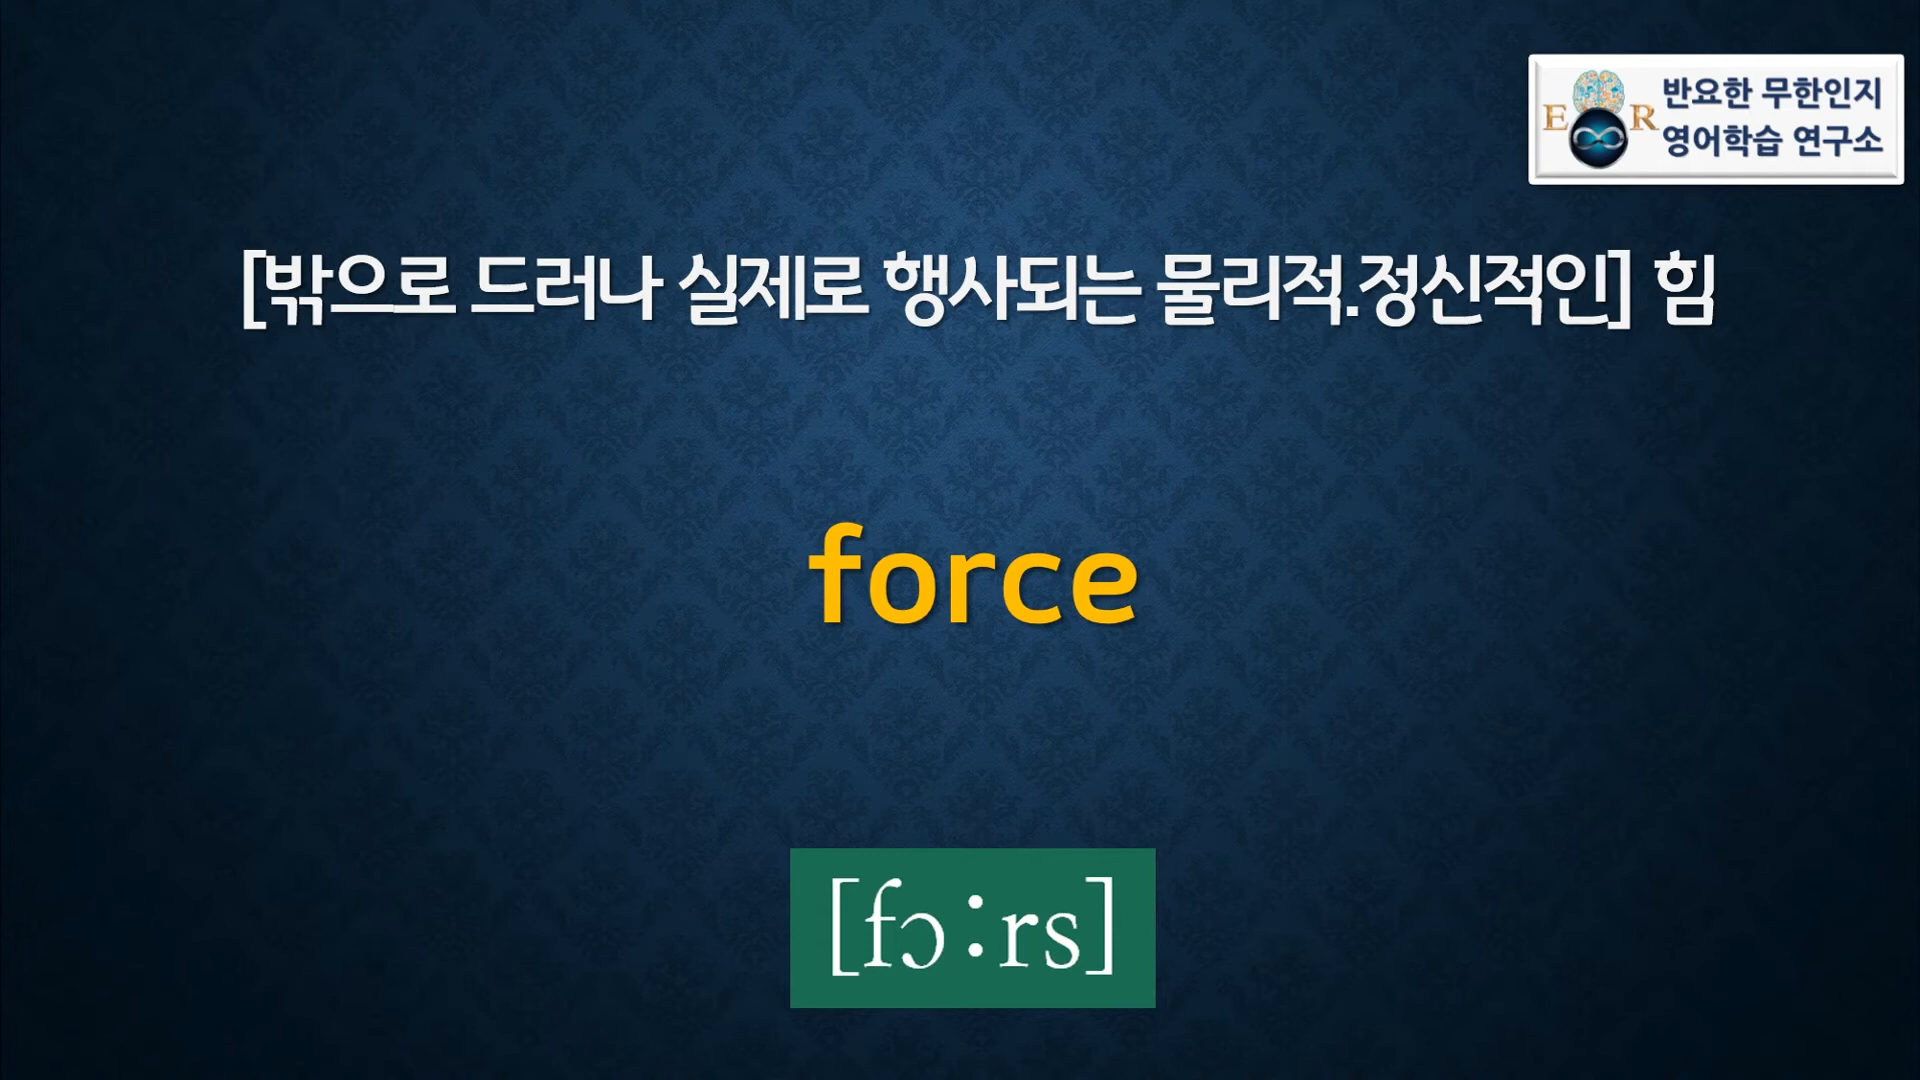 E R 반요한 무한인지
영어학습 연구소
[밖으로 드러나 실제로 행사되는 물리적.정신적인] 힘
force
[fɔːrs]